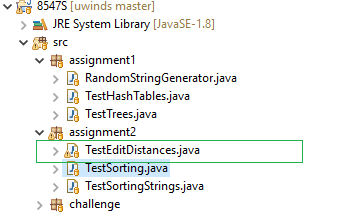 8547S [uwinds master]
JRE System Library [JavaSE-1.8]
src
assignment1
RandomStringGenerator.java
TestHashTables.java
TestTrees.java
assignment2
TestEditDistances.java
TestSorting.java
TestSortingStrings.java
challenge